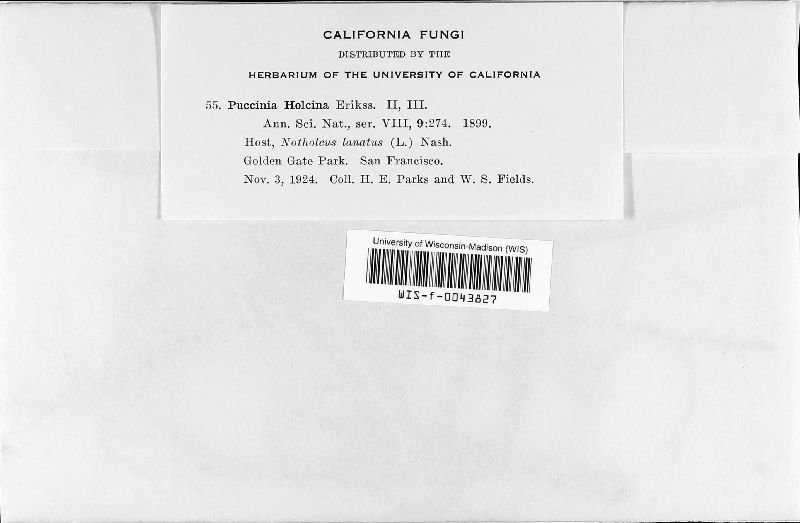 CALIFORNIA FUNGI
DISTRIBUTED BY THE
HERBARIUM OF THE UNIVERSITY OF CALIFORNIA
55. Puccinia Holcina Erikss. II, III.
Ann. Sci. Nat., ser. VIII, 9:274. 1899.
Host, Notholcus lanatus (L.) Nash.
Golden Gate Park. San Francisco.
Nov. 3, 1924. Coll. H. E. Parks and W. S. Fields.
University of Wisconsin-Madison (WIS)
WIS-f-0043827